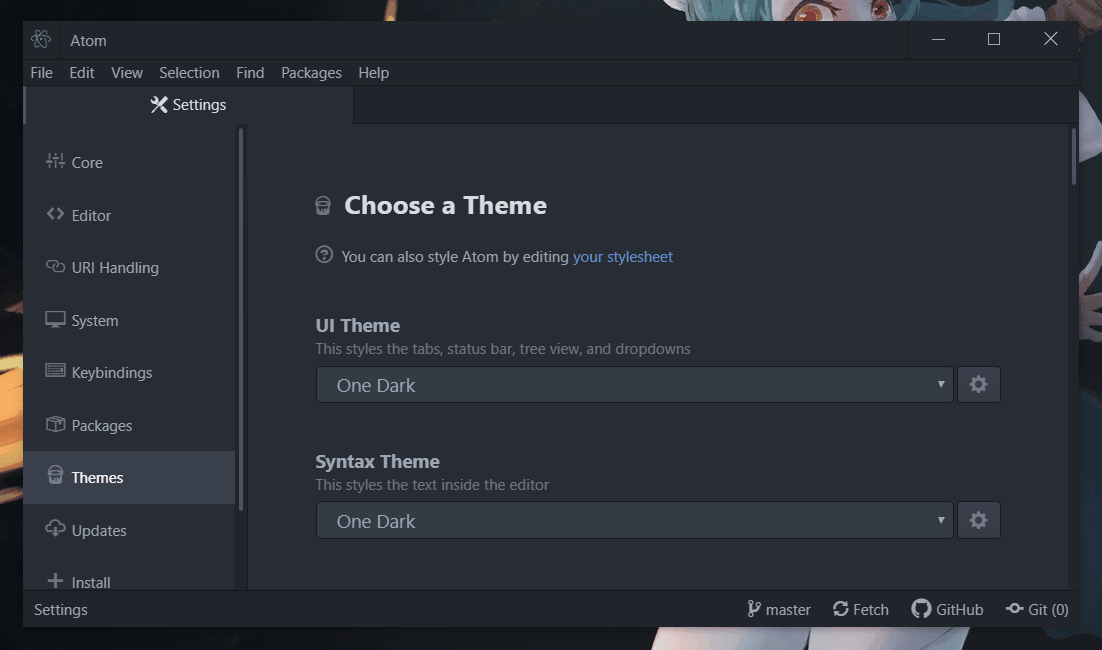 Atom
File Edit View Selection Find Packages Help
Settings
Core
Editor
URI Handling
System
Keybindings
Packages
Themes
Updates
Install
Choose a Theme
You can also style Atom by editing your stylesheet
UI Theme
This styles the tabs, status bar, tree view, and dropdowns
One Dark
Syntax Theme
This styles the text inside the editor
One Dark
Settings master Fetch GitHub Git (0)